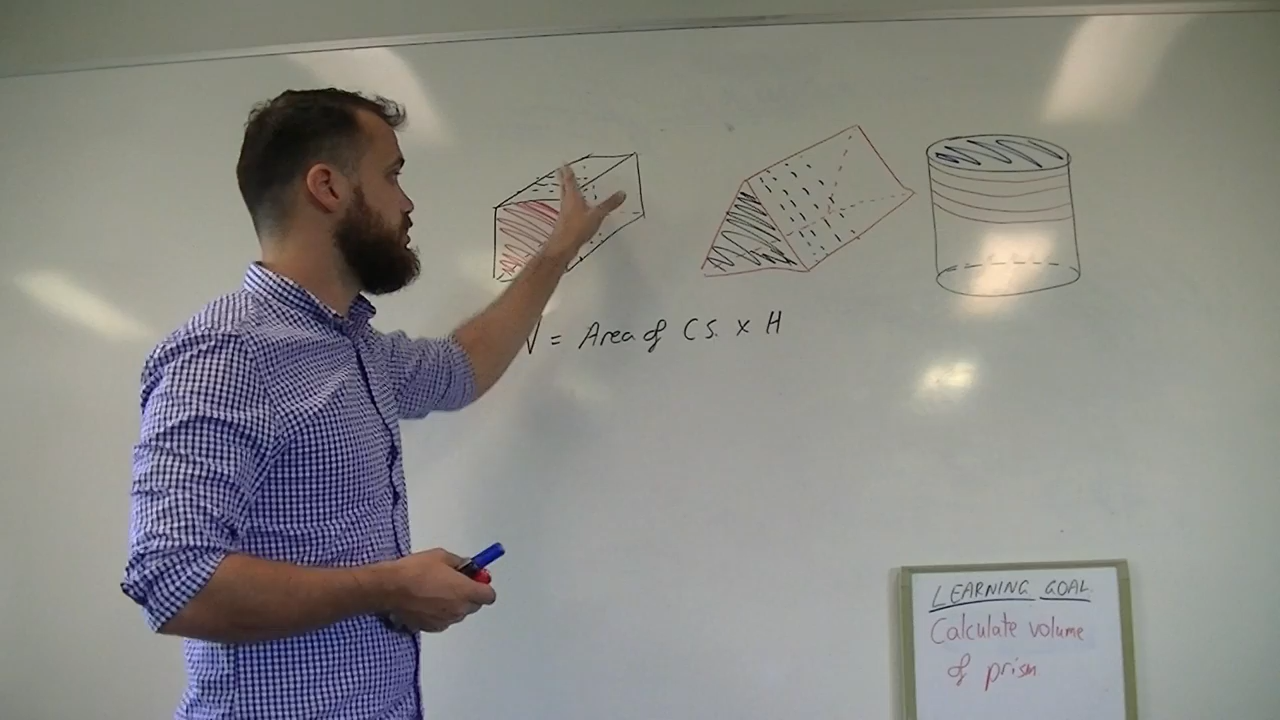 V = Area of C S. x H
LEARNING GOAL
Calculate volume
of prism